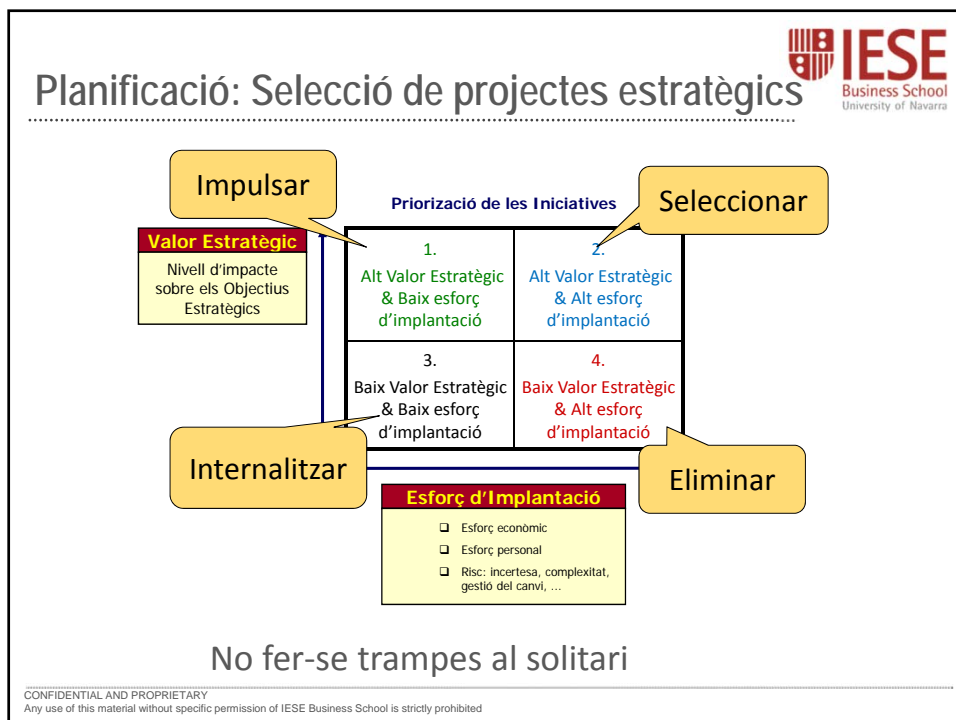 IESE
Business School
University of Navarra
Planificació: Selecció de projectes estratègics
Impulsar
Priorizació de les Iniciatives
Seleccionar
Valor Estratègic
Nivell d'impacte
sobre els Objectius
Estratègics
1.
Alt Valor Estratègic
& Baix esforç
d'implantació
2.
Alt Valor Estratègic
& Alt esforç
d'implantació
3.
Baix Valor Estratègic
& Baix esforç
d'implantació
4.
Baix Valor Estratègic
& Alt esforç
d'implantació
Internalitzar
Eliminar
Esforç d'Implantació
Esforç econòmic
Esforç personal
Risc: incertesa, complexitat,
gestió del canvi, ...
No fer-se trampes al solitari
CONFIDENTIAL AND PROPRIETARY
Any use of this material without specific permission of IESE Business School is strictly prohibited